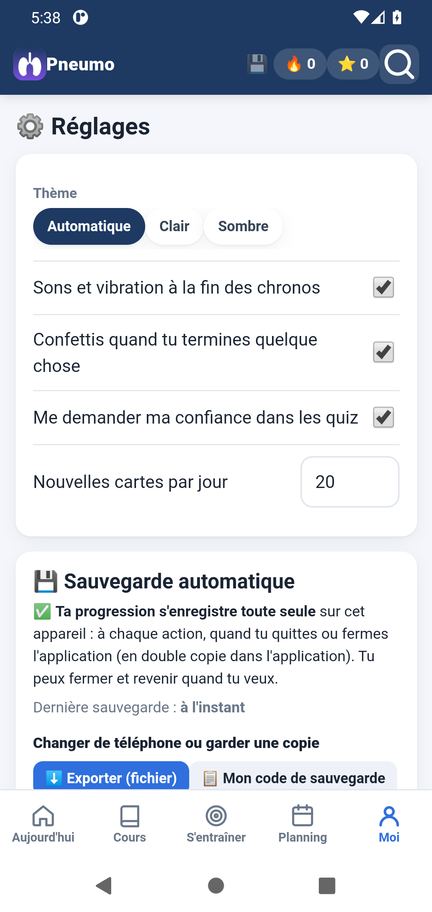 5:38
Pneumo
💾 🔥 0 ⭐ 0
⚙️ Réglages
Thème
Automatique Clair Sombre
Sons et vibration à la fin des chronos
Confettis quand tu termines quelque
chose
Me demander ma confiance dans les quiz
Nouvelles cartes par jour 20
💾 Sauvegarde automatique
✅ Ta progression s'enregistre toute seule sur cet
appareil : à chaque action, quand tu quittes ou fermes
l'application (en double copie dans l'application). Tu
peux fermer et revenir quand tu veux.
Dernière sauvegarde : à l'instant
Changer de téléphone ou garder une copie
⬇️ Exporter (fichier) 📋 Mon code de sauvegarde
Aujourd'hui Cours S'entraîner Planning Moi